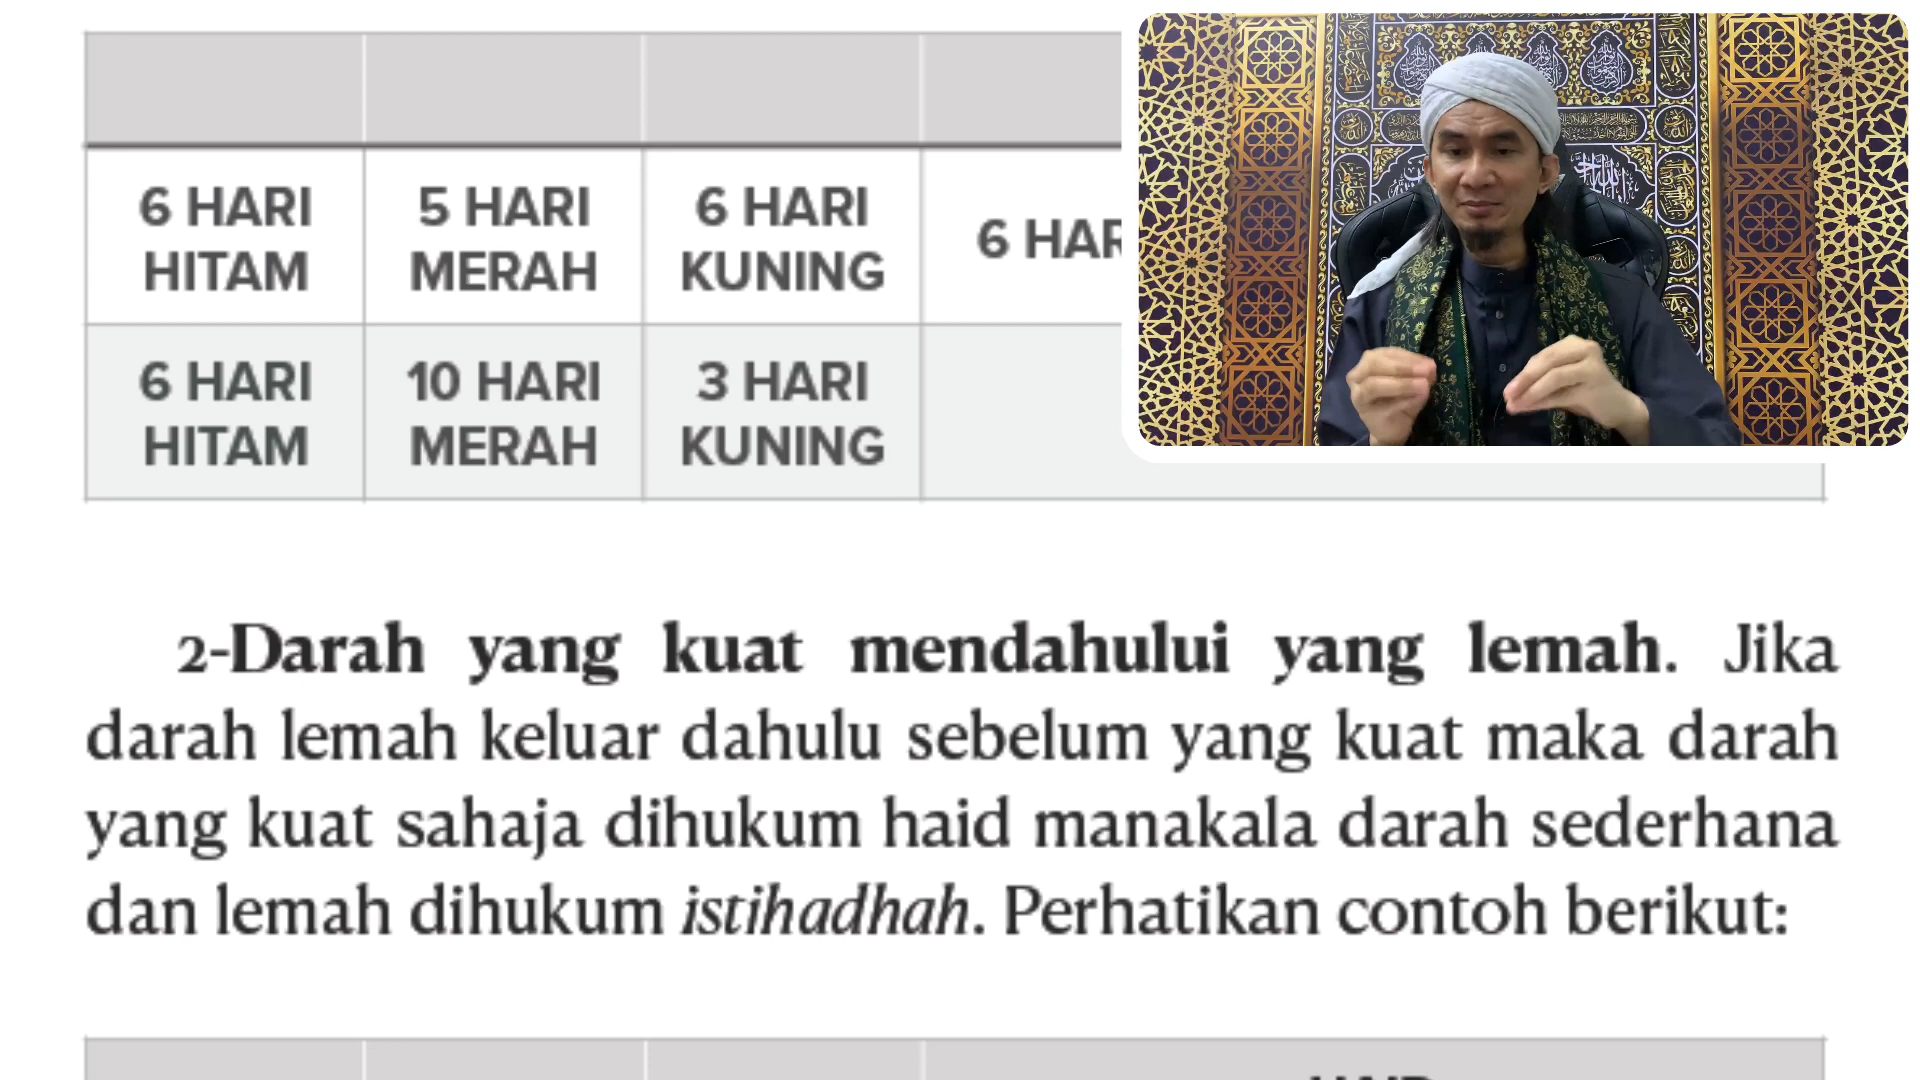 6 HARI HITAM
5 HARI MERAH
6 HARI KUNING
6 HAR
6 HARI HITAM
10 HARI MERAH
3 HARI KUNING
2-Darah yang kuat mendahului yang lemah. Jika
darah lemah keluar dahulu sebelum yang kuat maka darah
yang kuat sahaja dihukum haid manakala darah sederhana
dan lemah dihukum istihadhah. Perhatikan contoh berikut: